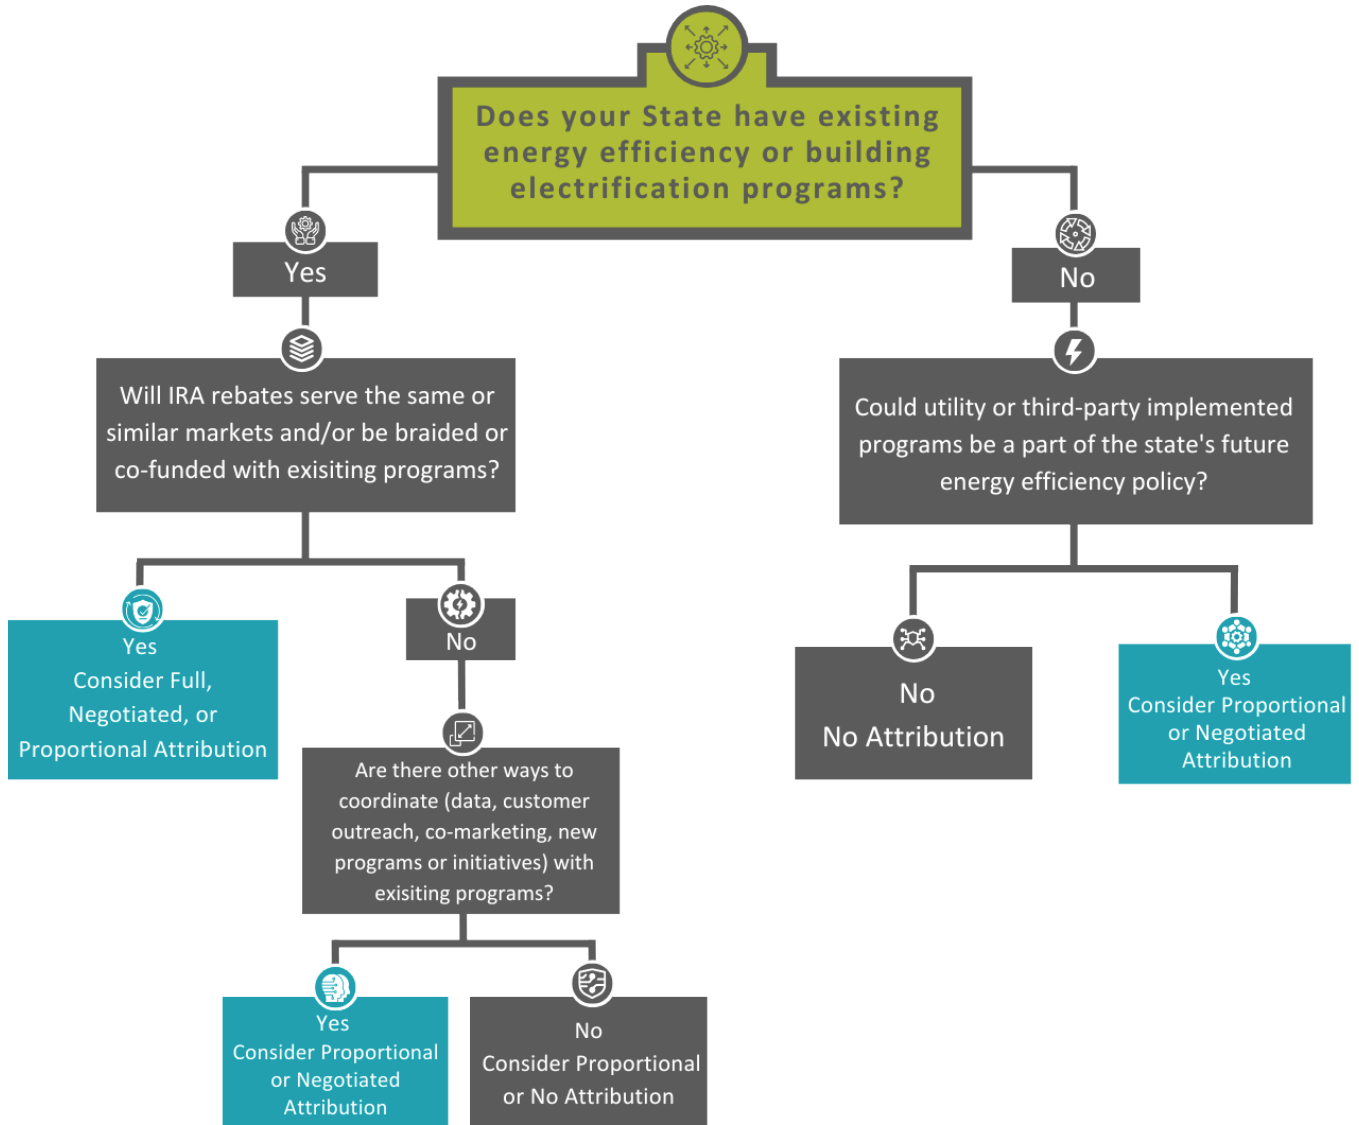 Does your State have existing
energy efficiency or building
electrification programs?
Yes
No
Will IRA rebates serve the same or
similar markets and/or be braided or
co-funded with exisiting programs?
Could utility or third-party implemented
programs be a part of the state's future
energy efficiency policy?
Yes
Consider Full,
Negotiated, or
Proportional Attribution
No
No
No Attribution
Yes
Consider Proportional
or Negotiated
Attribution
Are there other ways to
coordinate (data, customer
outreach, co-marketing, new
programs or initiatives) with
exisiting programs?
Yes
Consider Proportional
or Negotiated
Attribution
No
Consider Proportional
or No Attribution